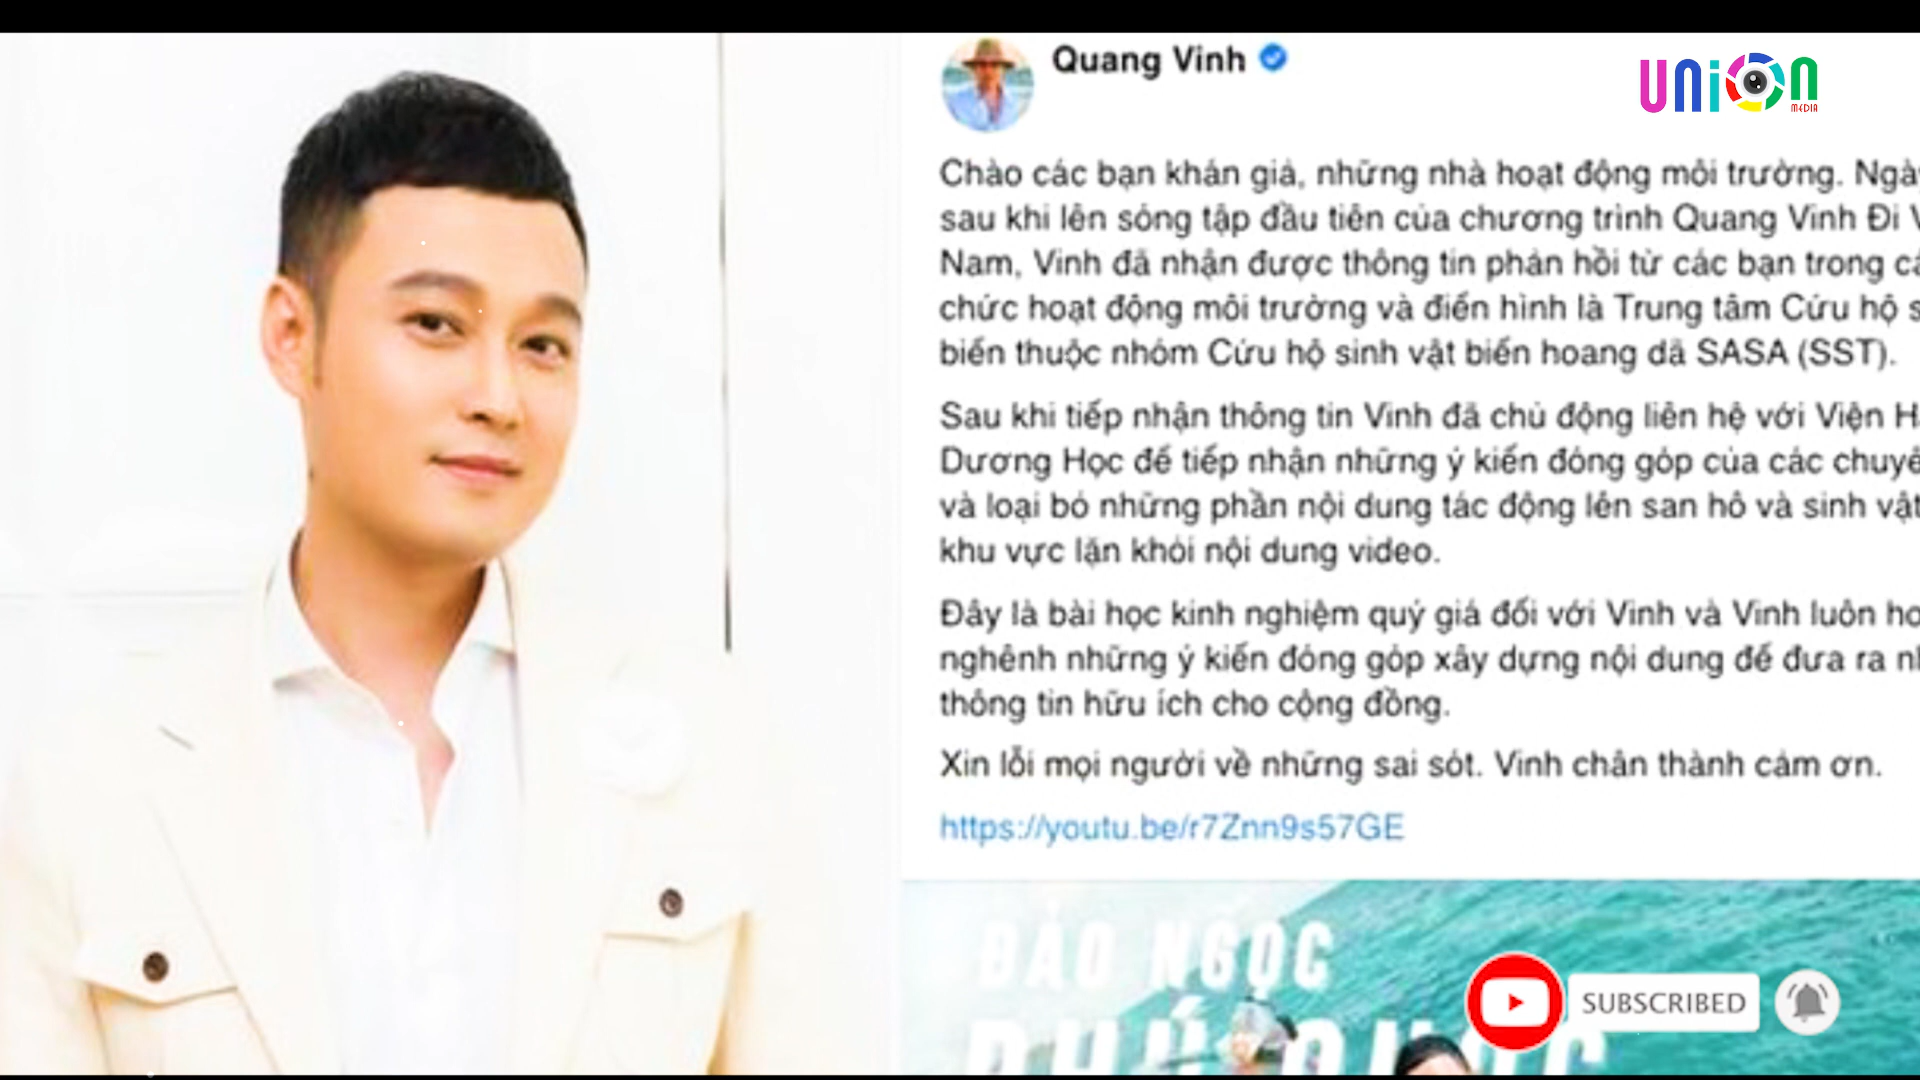 Quang Vinh
UNION
MEDIA
Chào các bạn khán giả, những nhà hoạt động môi trường.
sau khi lên sóng tập đầu tiên của chương trình Quang Vinh Đi
Nam, Vinh đã nhận được thông tin phản hồi từ các bạn trong
chức hoạt động môi trường và điển hình là Trung tâm Cứu hộ
biển thuộc nhóm Cứu hộ sinh vật biển hoang dã SASA (SST).
Sau khi tiếp nhận thông tin Vinh đã chủ động liên hệ với Viện
Dương Học để tiếp nhận những ý kiến đóng góp của các
và loại bỏ những phần nội dung tác động lên san hô và sinh vật
khu vực lặn khỏi nội dung video.
Đây là bài học kinh nghiệm quý giá đối với Vinh và Vinh luôn
nghênh những ý kiến đóng góp xây dựng nội dung để đưa ra
thông tin hữu ích cho cộng đồng.
Xin lỗi mọi người về những sai sót. Vinh chân thành cảm ơn.
https://youtu.be/r7Znn9s57GE
ĐẢO NGỌC
PHÚ QUỐC
SUBSCRIBED